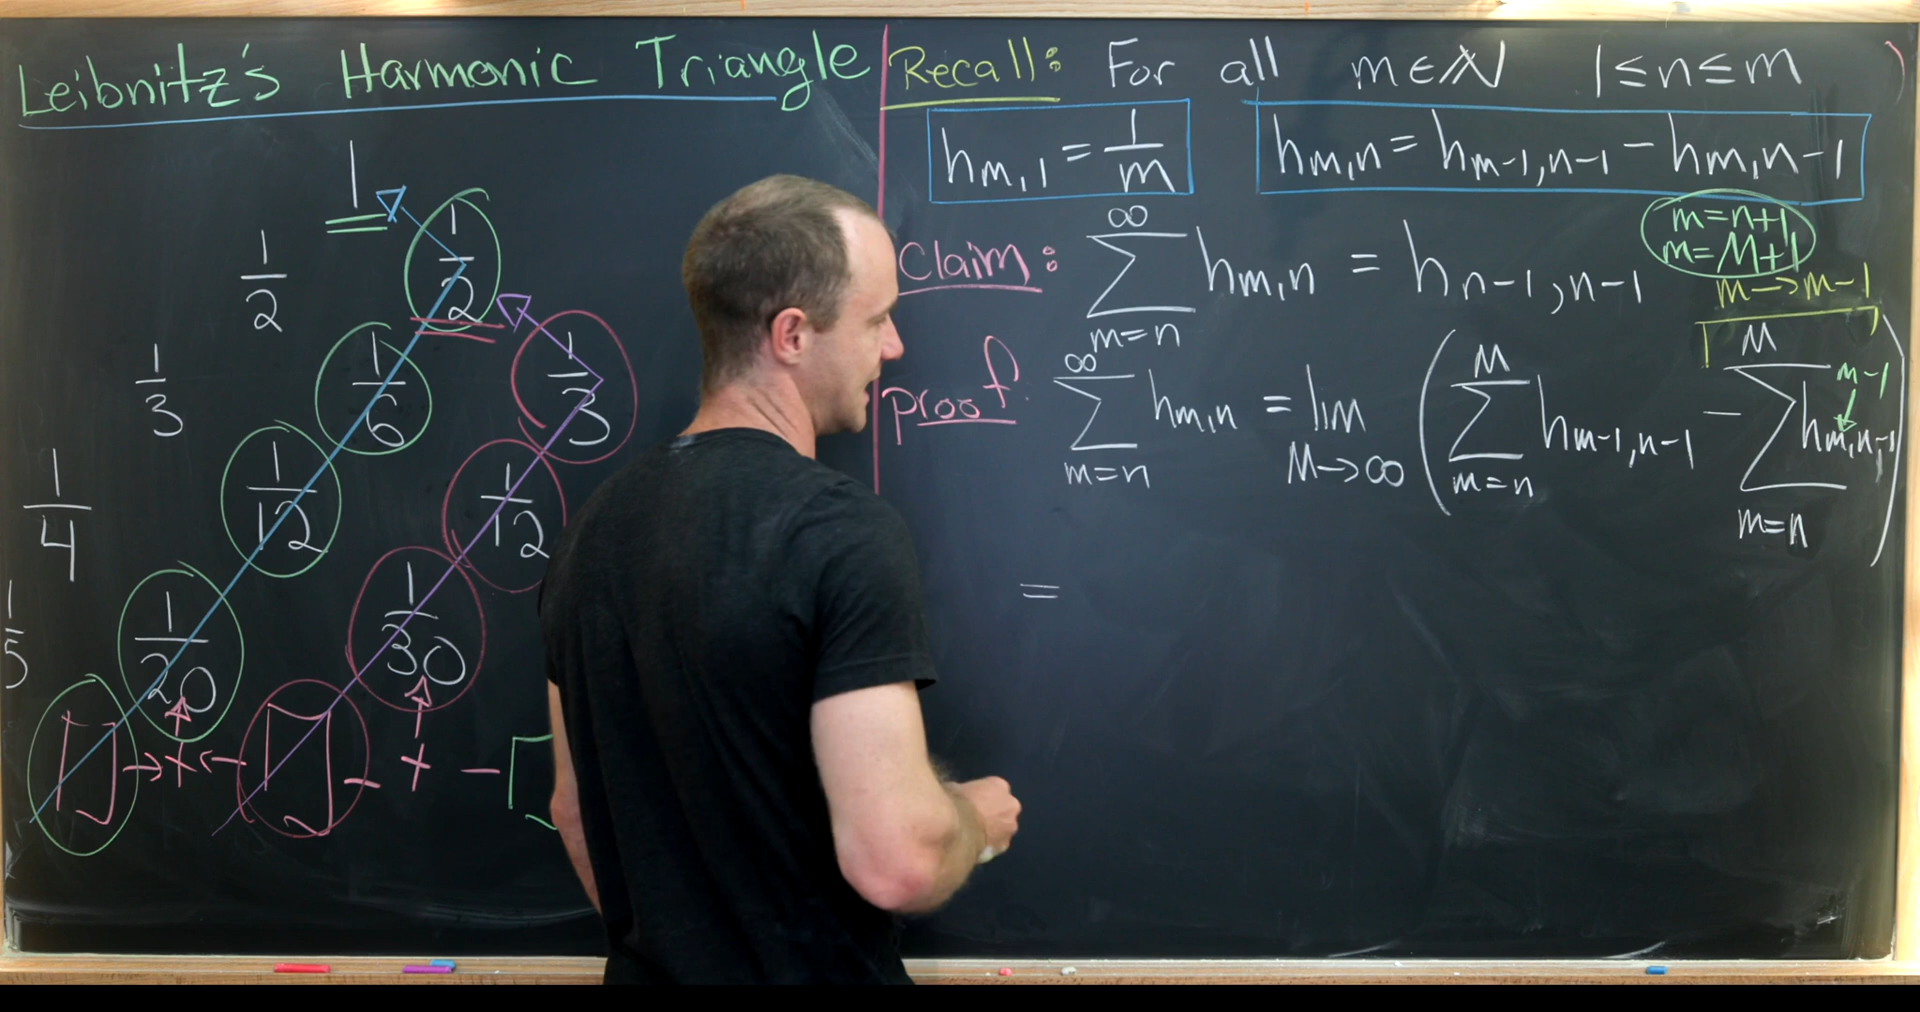 Leibnitz's Harmonic Triangle
1
1/2 1/2
1/3 1/6 1/3
1/4 1/12 1/12
1/5 1/20 1/30
→ + ← - + -
Recall: For all m∈ℕ 1≤n≤m )
h_{m,1} = 1/m h_{m,n} = h_{m-1,n-1} - h_{m,n-1}
Claim: ∑_{m=n}^{∞} h_{m,n} = h_{n-1,n-1}
m=n+1
m=M+1
m→m-1
Proof: ∑_{m=n}^{∞} h_{m,n} = lim_{M→∞} ( ∑_{m=n}^{M} h_{m-1,n-1} - ∑_{m=n}^{M} h_{m,n-1} )
m-1
=